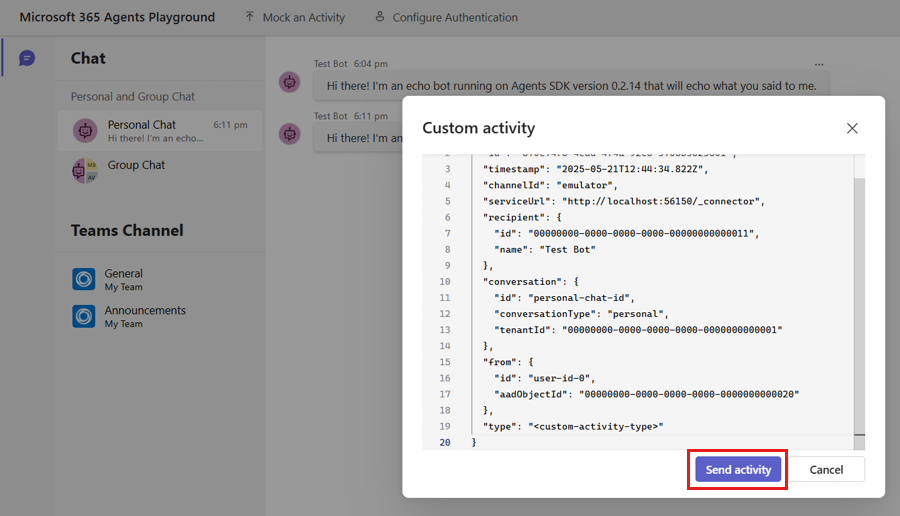 Microsoft 365 Agents Playground
Mock an Activity
Configure Authentication
Chat
Personal and Group Chat
Personal Chat
6:11 pm
Hi there! I'm an echo...
MB
AV
Group Chat
Teams Channel
General
My Team
Announcements
My Team
Test Bot 6:04 pm
...
Hi there! I'm an echo bot running on Agents SDK version 0.2.14 that will echo what you said to me.
Test Bot 6:11 pm
Hi there! I'm an
Custom activity
3 "timestamp": "2025-05-21T12:44:34.822Z",
4 "channelId": "emulator",
5 "serviceUrl": "http://localhost:56150/_connector",
6 "recipient": {
7 "id": "00000000-0000-0000-0000-00000000000011",
8 "name": "Test Bot"
9 },
10 "conversation": {
11 "id": "personal-chat-id",
12 "conversationType": "personal",
13 "tenantId": "00000000-0000-0000-0000-0000000000001"
14 },
15 "from": {
16 "id": "user-id-0",
17 "aadObjectId": "00000000-0000-0000-0000-0000000000020"
18 },
19 "type": "<custom-activity-type>"
20 }
Send activity
Cancel